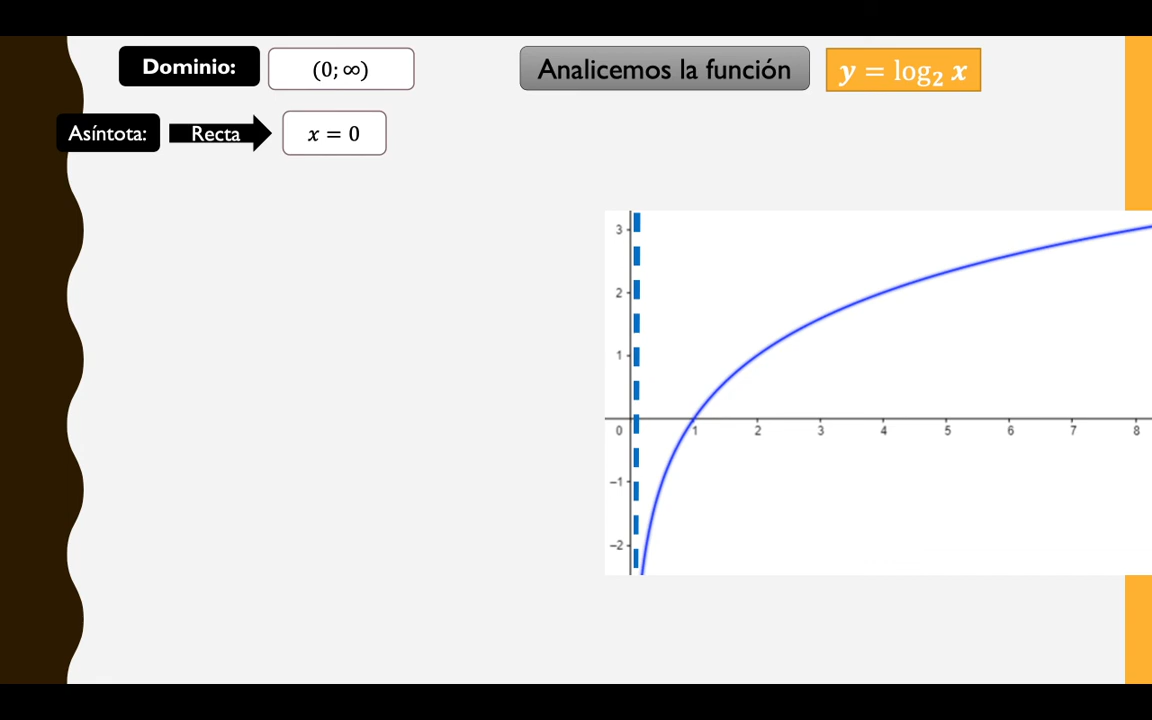 Dominio: (0; ∞)
Analicemos la función y = log₂ x
Asíntota: Recta x = 0
3
2
1
0 1 2 3 4 5 6 7 8
−1
−2